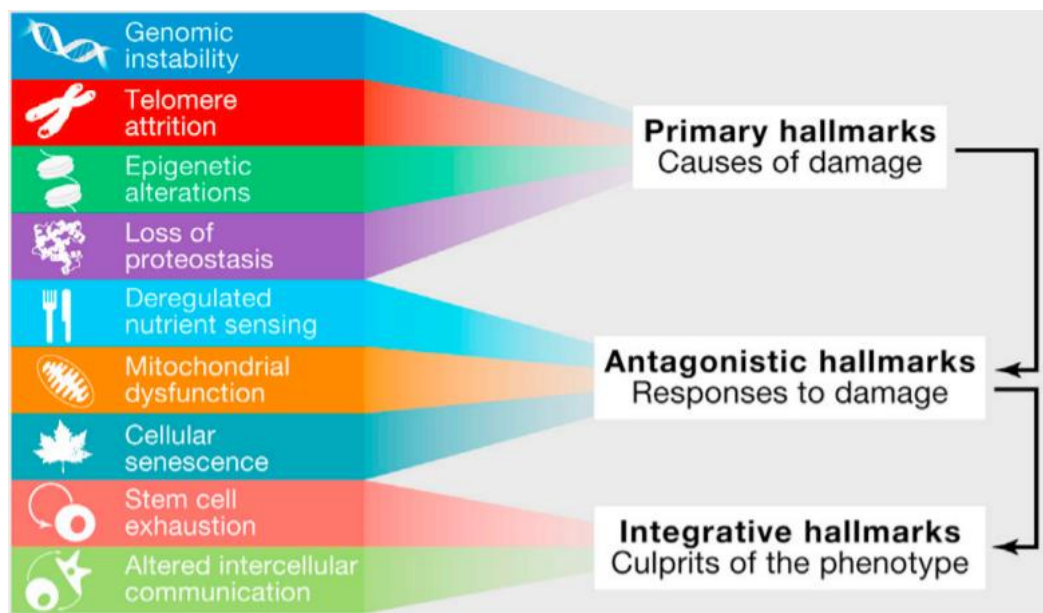 Genomic
instability
Telomere
attrition
Epigenetic
alterations
Loss of
proteostasis
Deregulated
nutrient sensing
Mitochondrial
dysfunction
Cellular
senescence
Stem cell
exhaustion
Altered intercellular
communication
Primary hallmarks
Causes of damage
Antagonistic hallmarks
Responses to damage
Integrative hallmarks
Culprits of the phenotype